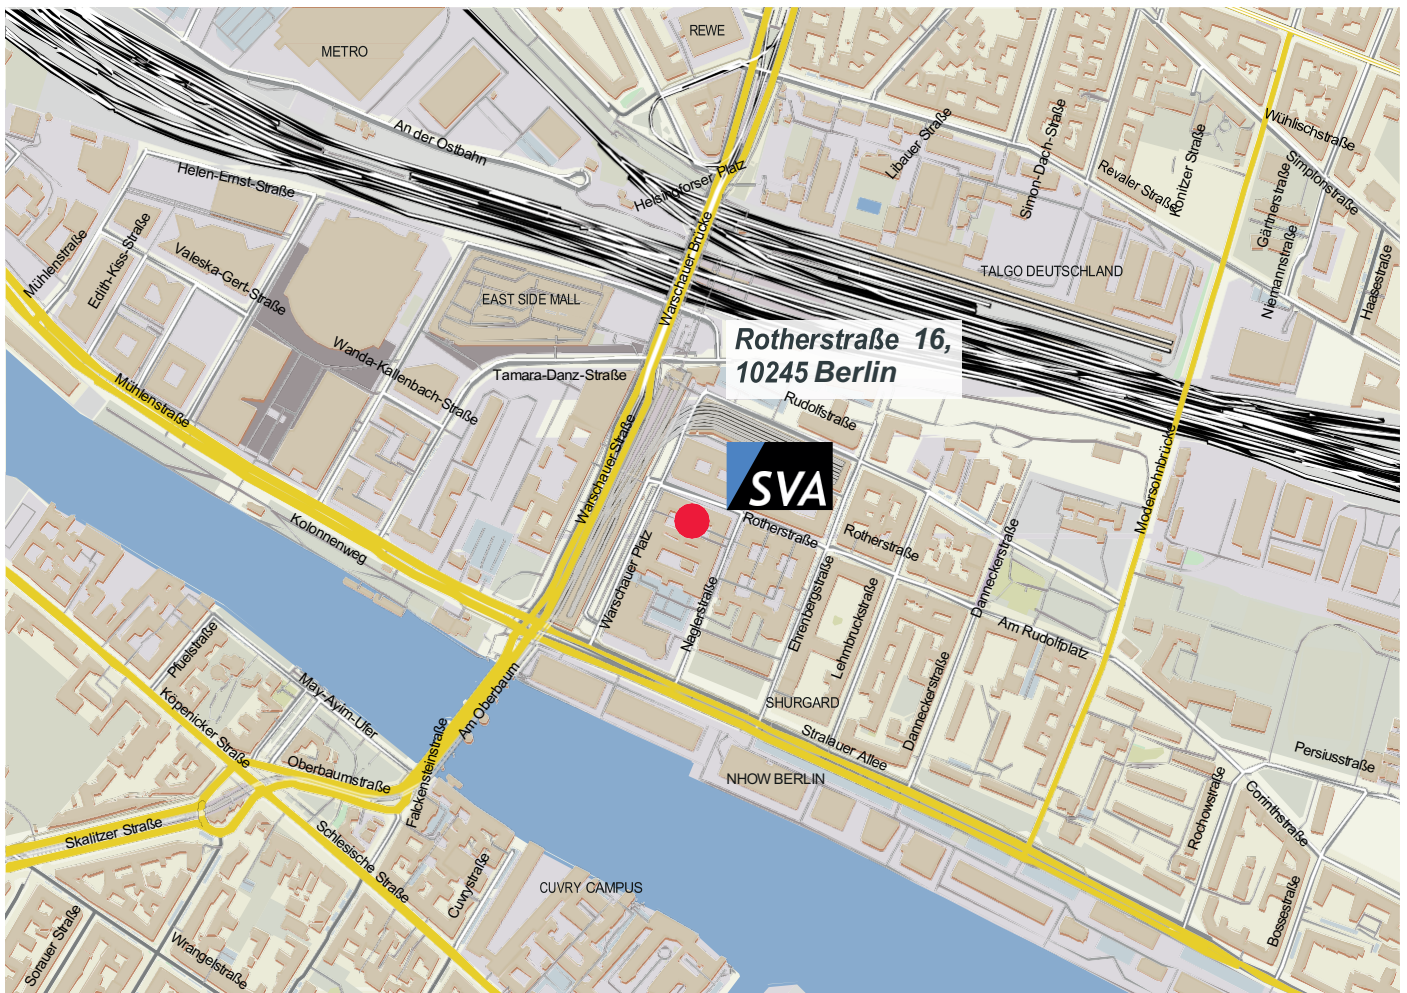 REWE
METRO
An der Ostbahn
Helsingforser Platz
Libauer Straße
Simon-Dach-Straße
Revaler Straße
Konitzer Straße
Wühlischstraße
Simplonstraße
Gärtnerstraße
Niemannstraße
Haasestraße
Helen-Ernst-Straße
Mühlenstraße
Edith-Kiss-Straße
Valeska-Gert-Straße
Warschauer Brücke
EAST SIDE MALL
TALGO DEUTSCHLAND
Rotherstraße 16,
10245 Berlin
Wanda-Kallenbach-Straße
Tamara-Danz-Straße
Mühlenstraße
Rudolfstraße
Warschauer Straße
SVA
Modersohnbrücke
Kolonnenweg
Warschauer Platz
Rotherstraße
Rotherstraße
Naglerstraße
Ehrenbergstraße
Lehmbruckstraße
Danneckerstraße
Am Rudolfplatz
Danneckerstraße
Pfuelstraße
May-Ayim-Ufer
Am Oberbaum
Köpenicker Straße
SHURGARD
Stralauer Allee
Persiusstraße
Oberbaumstraße
Falckensteinstraße
NHOW BERLIN
Rochowstraße
Corinthstraße
Skalitzer Straße
Schlesische Straße
Cuvrystraße
CUVRY CAMPUS
Bossestraße
Sorauer Straße
Wrangelstraße